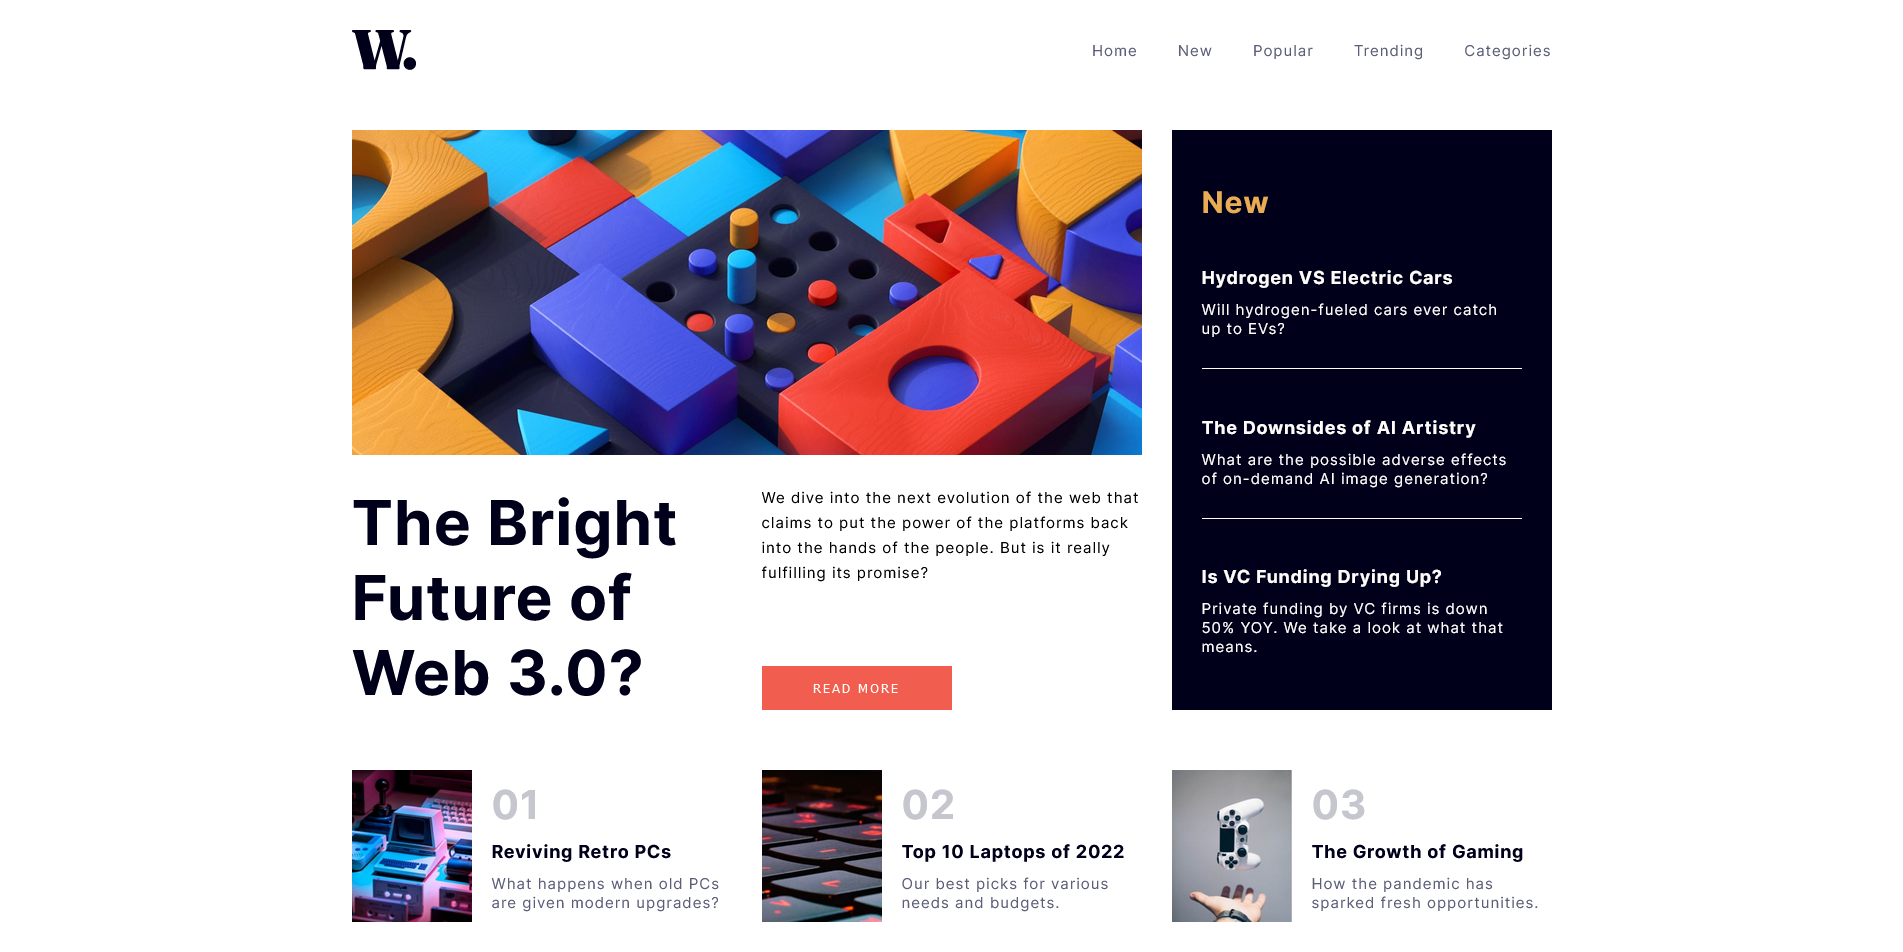 W.
Home
New
Popular
Trending
Categories
The Bright
Future of
Web 3.0?
We dive into the next evolution of the web that
claims to put the power of the platforms back
into the hands of the people. But is it really
fulfilling its promise?
READ MORE
New
Hydrogen VS Electric Cars
Will hydrogen-fueled cars ever catch
up to EVs?
The Downsides of AI Artistry
What are the possible adverse effects
of on-demand AI image generation?
Is VC Funding Drying Up?
Private funding by VC firms is down
50% YOY. We take a look at what that
means.
01
Reviving Retro PCs
What happens when old PCs
are given modern upgrades?
02
Top 10 Laptops of 2022
Our best picks for various
needs and budgets.
03
The Growth of Gaming
How the pandemic has
sparked fresh opportunities.